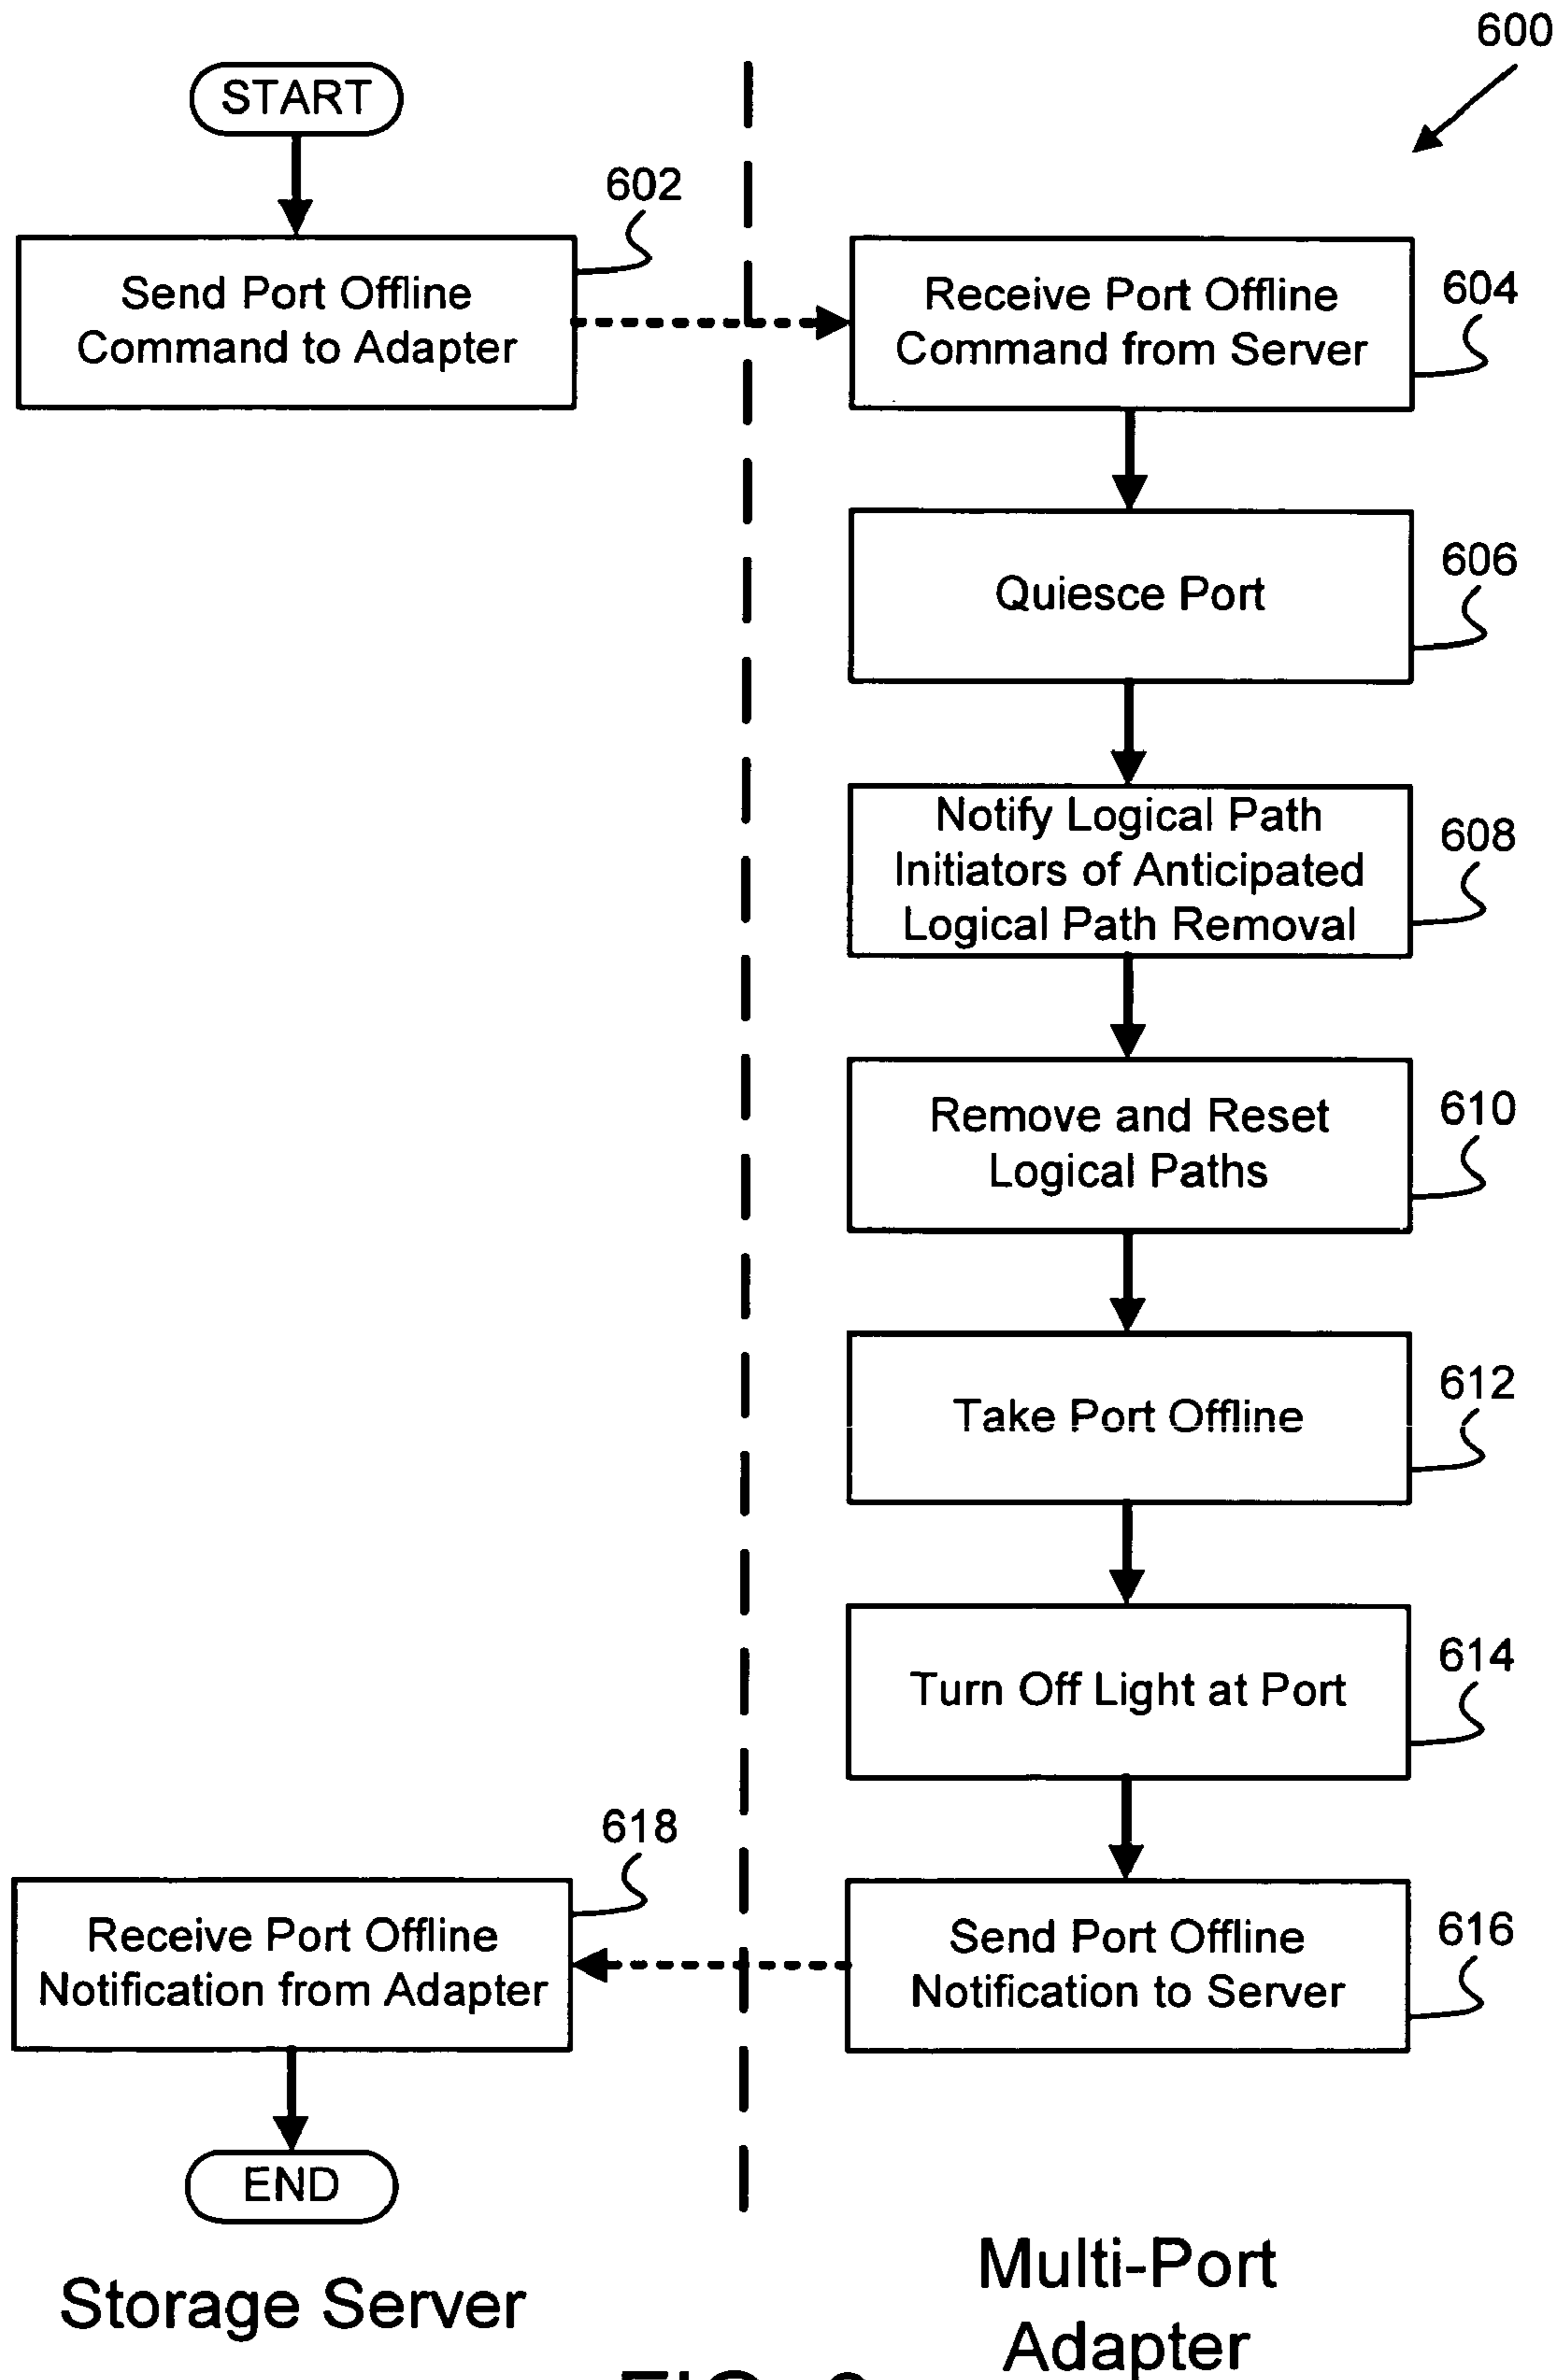 600
START
602
Send Port Offline
Command to Adapter
Receive Port Offline
Command from Server
604
Quiesce Port
606
Notify Logical Path
Initiators of Anticipated
Logical Path Removal
608
Remove and Reset
Logical Paths
610
Take Port Offline
612
Turn Off Light at Port
614
618
Receive Port Offline
Notification from Adapter
Send Port Offline
Notification to Server
616
END
Storage Server
Multi-Port
Adapter